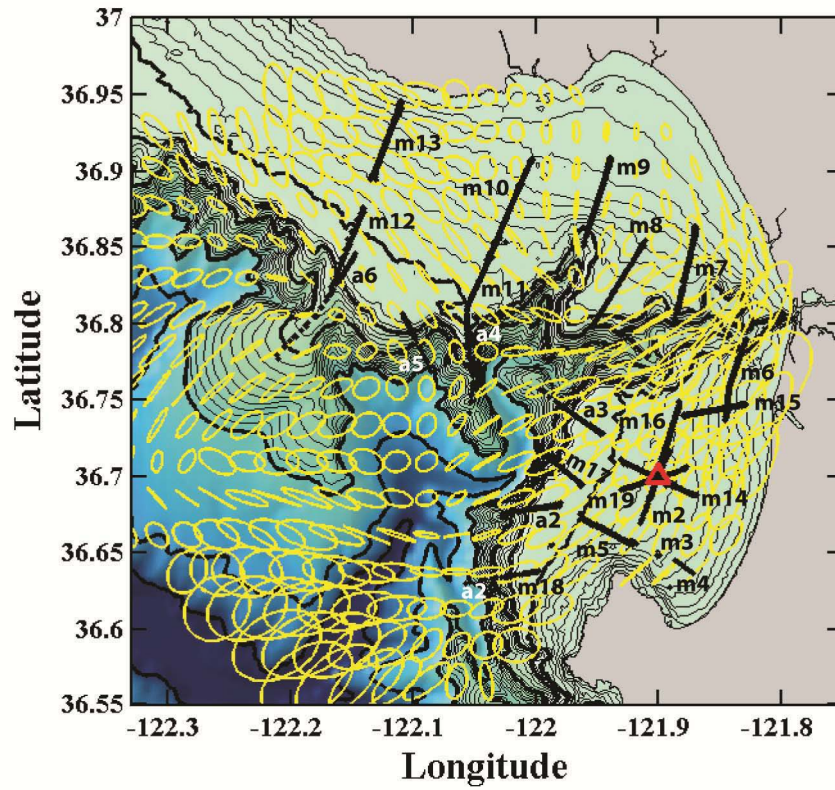 37
36.95
36.9
36.85
36.8
36.75
36.7
36.65
36.6
36.55
Latitude
m13
m10
m9
m12
m8
m7
a6
m11
a4
a5
m6
m15
a3
m16
m17
m19
m14
m2
a2
m5
m3
m4
m18
a2
-122.3
-122.2
-122.1
-122
-121.9
-121.8
Longitude